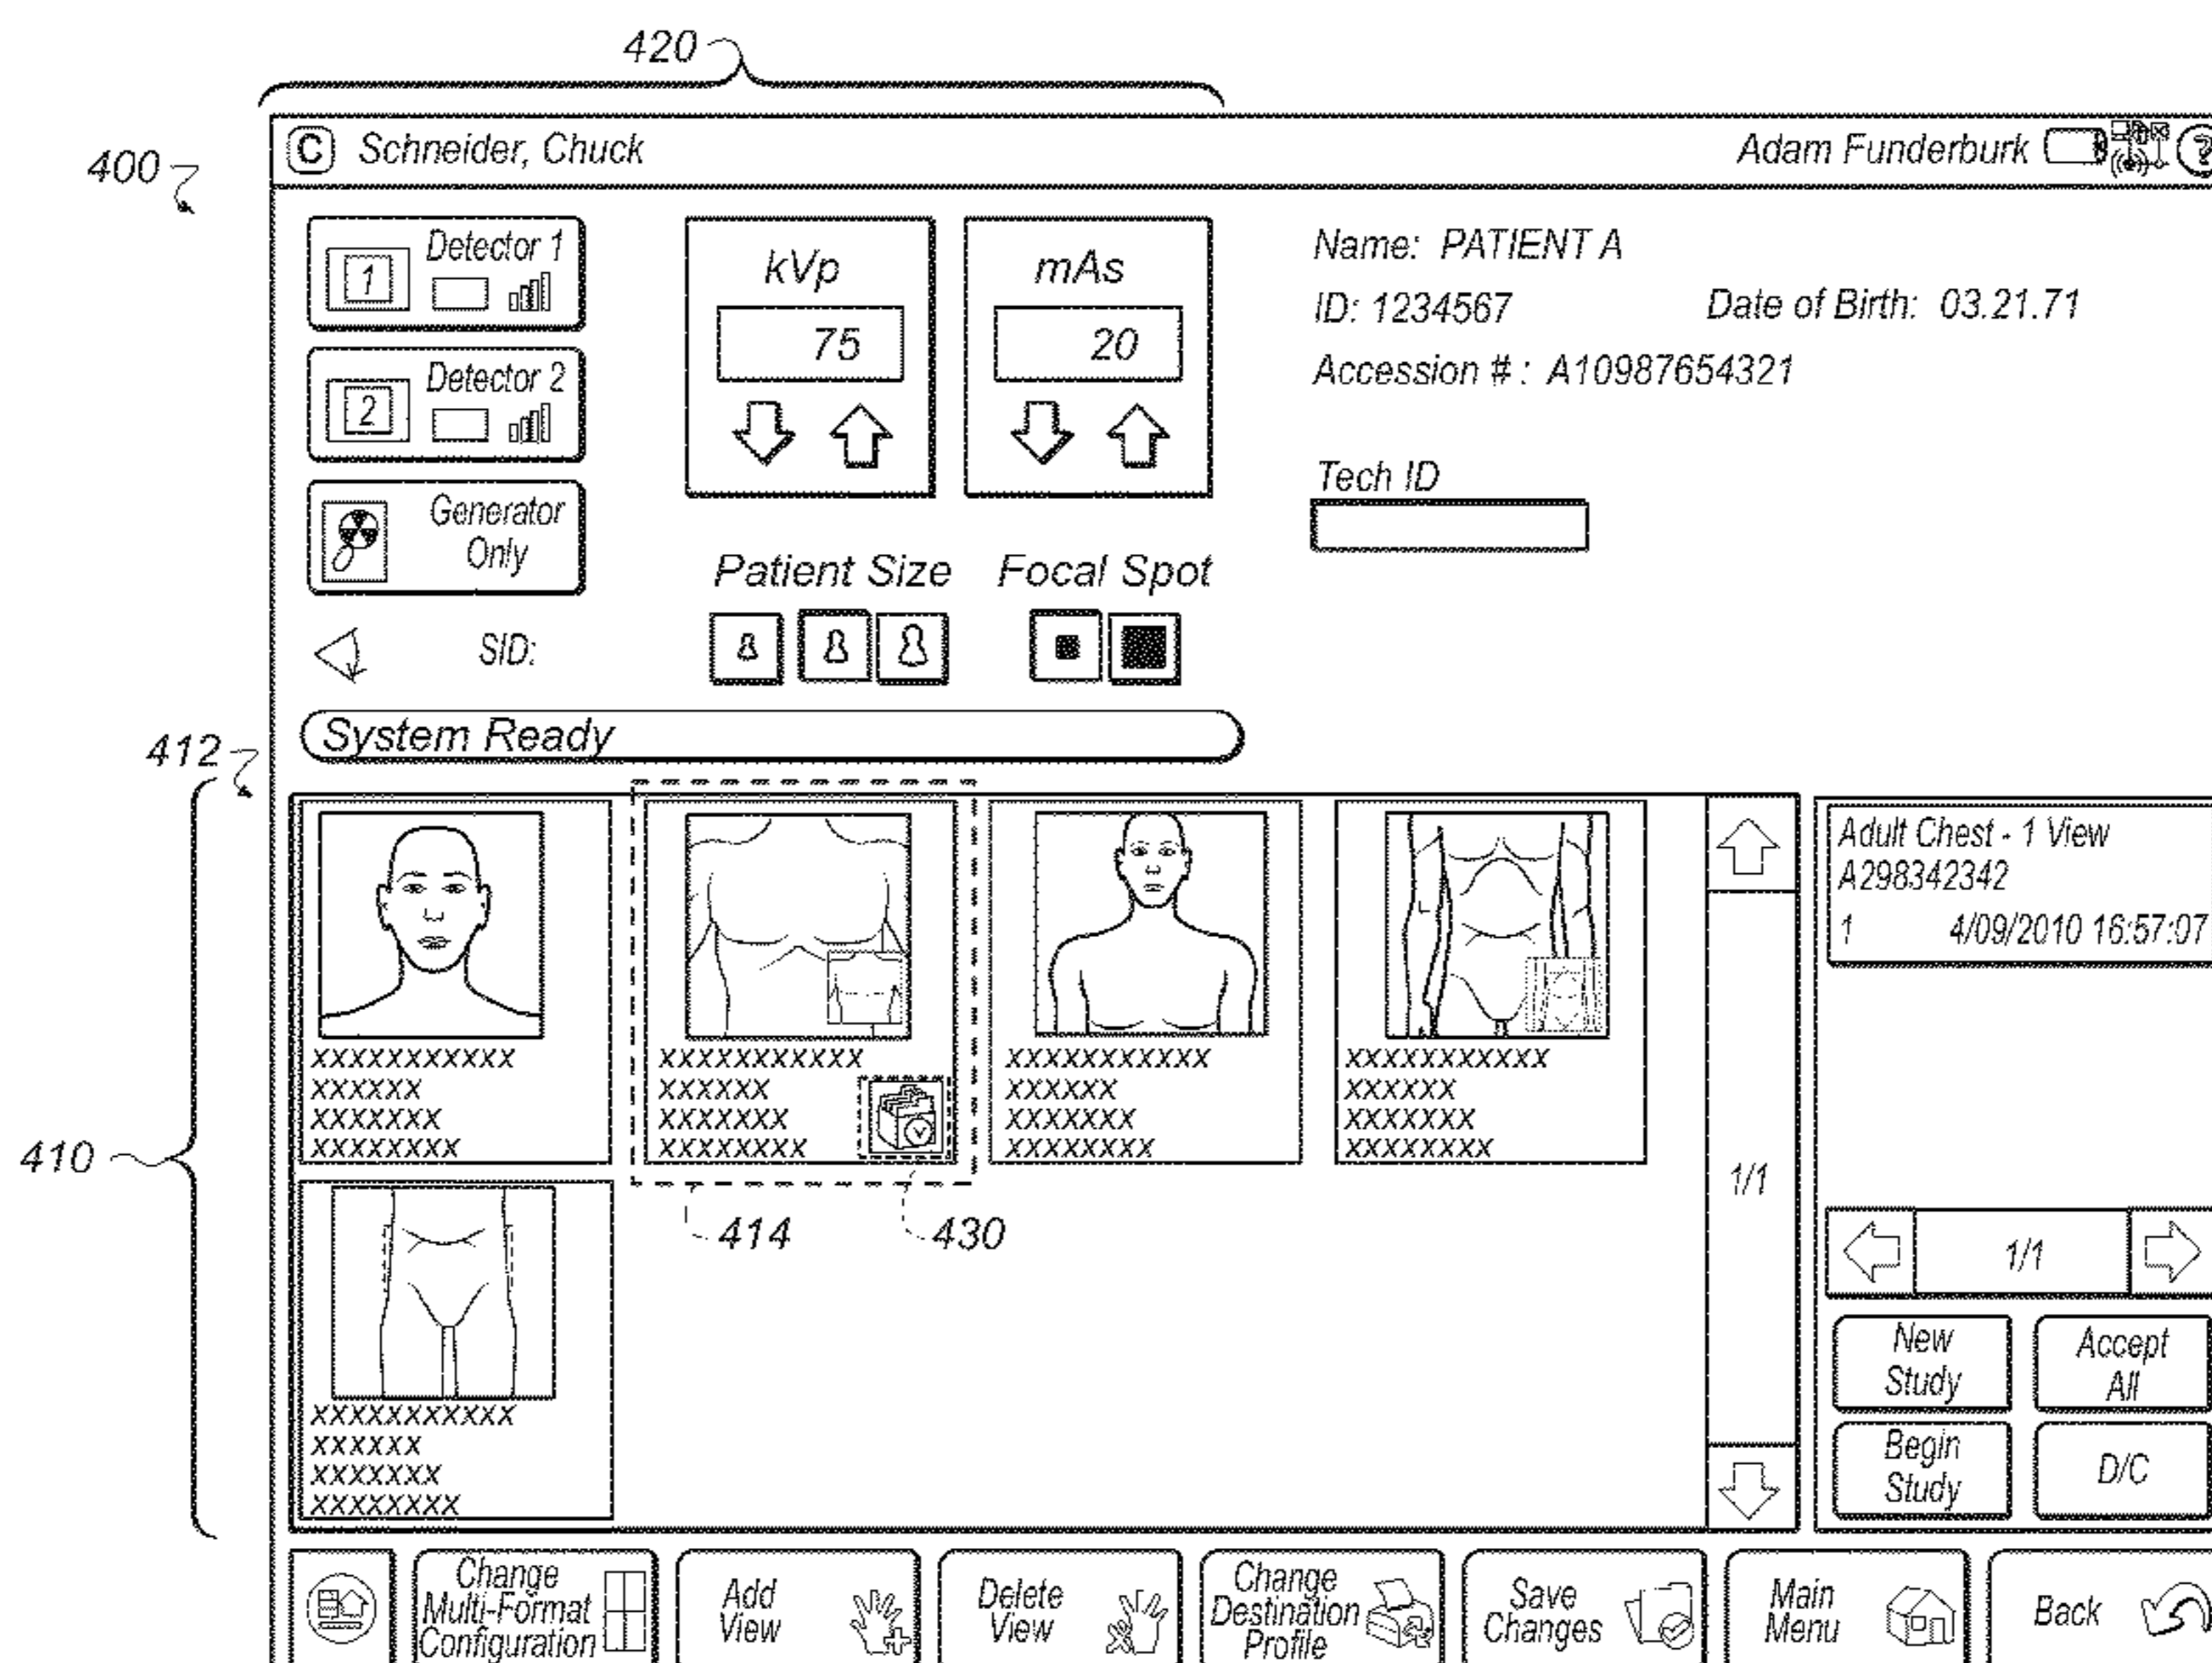 420
400
C Schneider, Chuck
Adam Funderburk ?
1 Detector 1
2 Detector 2
Generator
Only
SID:
kVp
75
mAs
20
Patient Size
Focal Spot
Name: PATIENT A
ID: 1234567
Date of Birth: 03.21.71
Accession # : A10987654321
Tech ID
System Ready
412
410
XXXXXXXXXXX
XXXXXX
XXXXXXX
XXXXXXXX
XXXXXXXXXXX
XXXXXX
XXXXXXX
XXXXXXXX
XXXXXXXXXXX
XXXXXX
XXXXXXX
XXXXXXXX
XXXXXXXXXXX
XXXXXX
XXXXXXX
XXXXXXXX
414
430
XXXXXXXXXXX
XXXXXX
XXXXXXX
XXXXXXXX
1/1
Adult Chest - 1 View
A298342342
1 4/09/2010 16:57:07
1/1
New
Study
Accept
All
Begin
Study
D/C
Change
Multi-Format
Configuration
Add
View
Delete
View
Change
Destination
Profile
Save
Changes
Main
Menu
Back